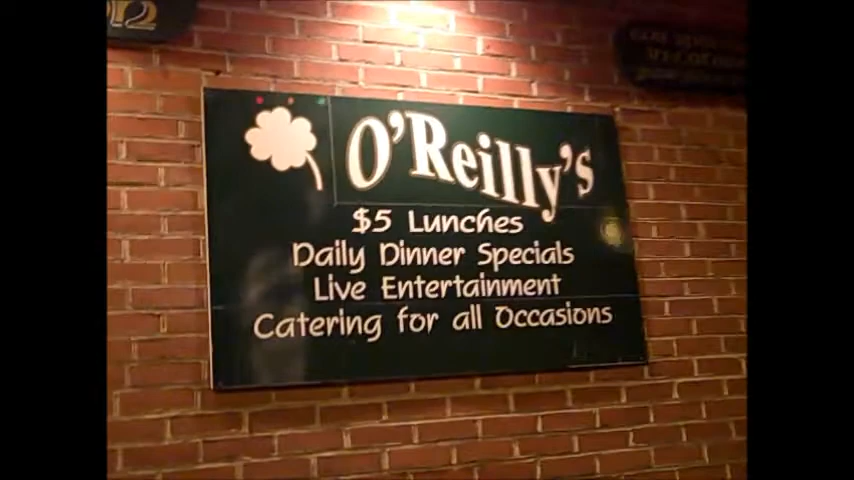 O'Reilly's
$5 Lunches
Daily Dinner Specials
Live Entertainment
Catering for all Occasions